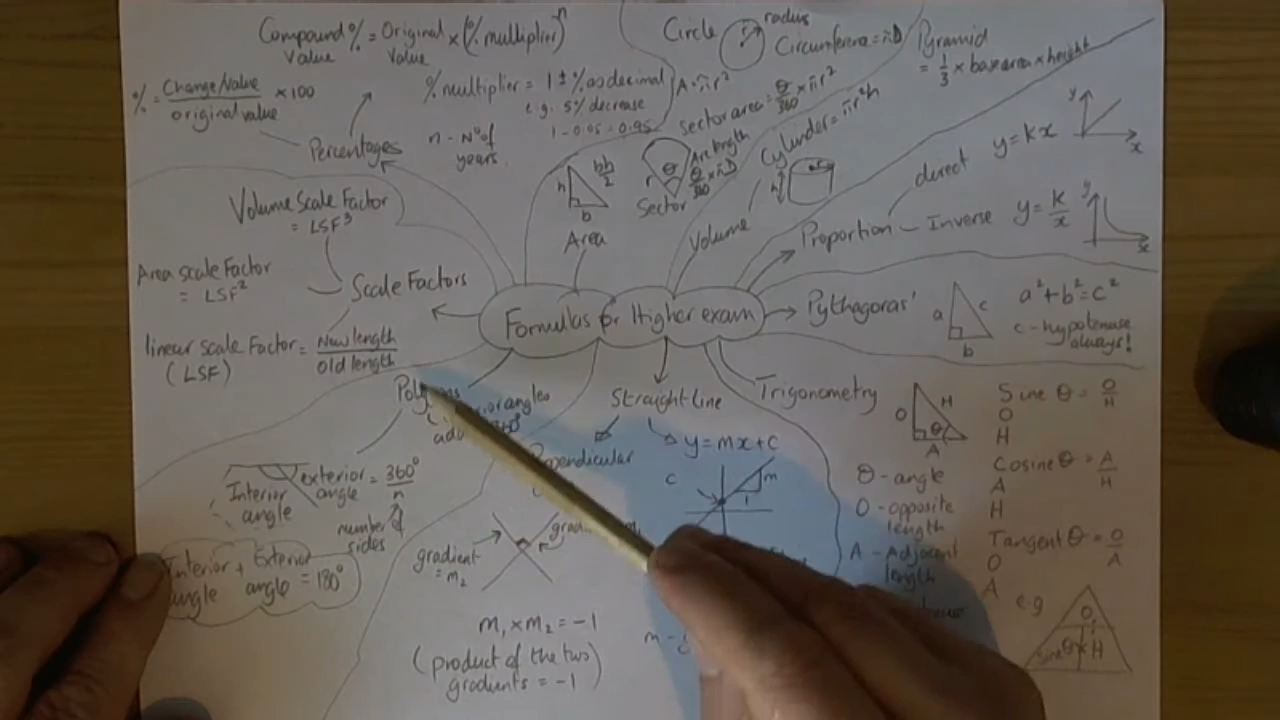 Compound % = Original × (% multiplier)ⁿ
Value value
% = Change Value × 100
original value
% multiplier = 1 ± % as decimal
e.g. 5% decrease
1 - 0.05 = 0.95
n - Nº of
years.
Percentages
Circle
radius
r
Circumference = πD
A = πr²
Sector area = θ/360 × πr²
Arc length
θ/360 × πD
θ
r
Sector
h
b
bh/2
Area
Pyramid
= 1/3 × base area × height
Cylinder = πr²h
r
h
Volume
direct
y = kx
y
x
Proportion - Inverse
y = k/x
y
x
Volume Scale Factor
= LSF³
Area scale Factor
= LSF²
Scale Factors
linear scale Factor = New length
(LSF) Old length
Formulas for Higher exam
Pythagoras'
a
b
c
a² + b² = c²
c - hypotenuse
always!
exterior = 360°
angle n
Interior
angle
number
sides
Interior + Exterior = 180°
angle angle
gradient
= m₂
m₁ × m₂ = -1
(product of the two
gradients = -1)
Straight line
y = mx + c
c
m
1
Trigonometry
O
H
θ
A
Sine θ = O/H
O
H
θ - angle
O - opposite
length
A - Adjacent
length
Cosine θ = A/H
A
H
Tangent θ = O/A
O
A
e.g
O
Sine θ × H